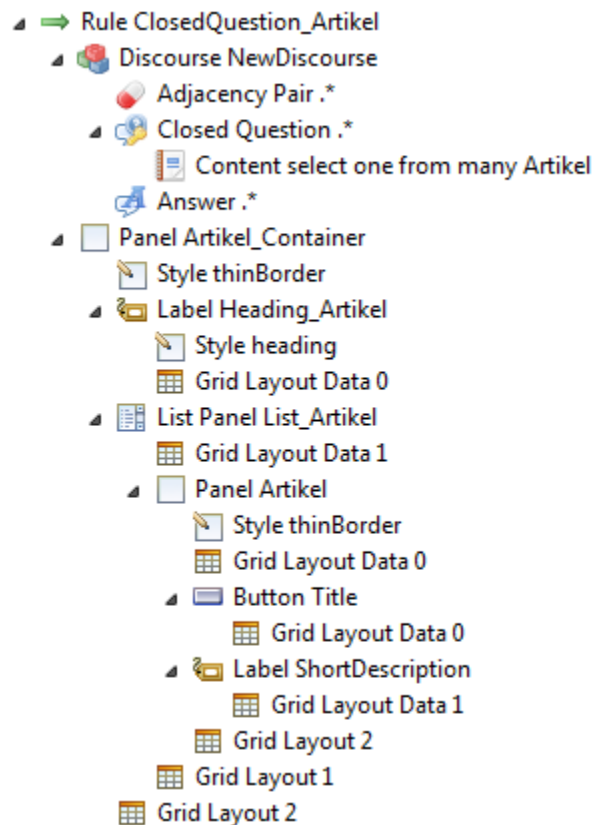 Rule ClosedQuestion_Artikel
Discourse NewDiscourse
Adjacency Pair .*
Closed Question .*
Content select one from many Artikel
Answer .*
Panel Artikel_Container
Style thinBorder
Label Heading_Artikel
Style heading
Grid Layout Data 0
List Panel List_Artikel
Grid Layout Data 1
Panel Artikel
Style thinBorder
Grid Layout Data 0
Button Title
Grid Layout Data 0
Label ShortDescription
Grid Layout Data 1
Grid Layout 2
Grid Layout 1
Grid Layout 2